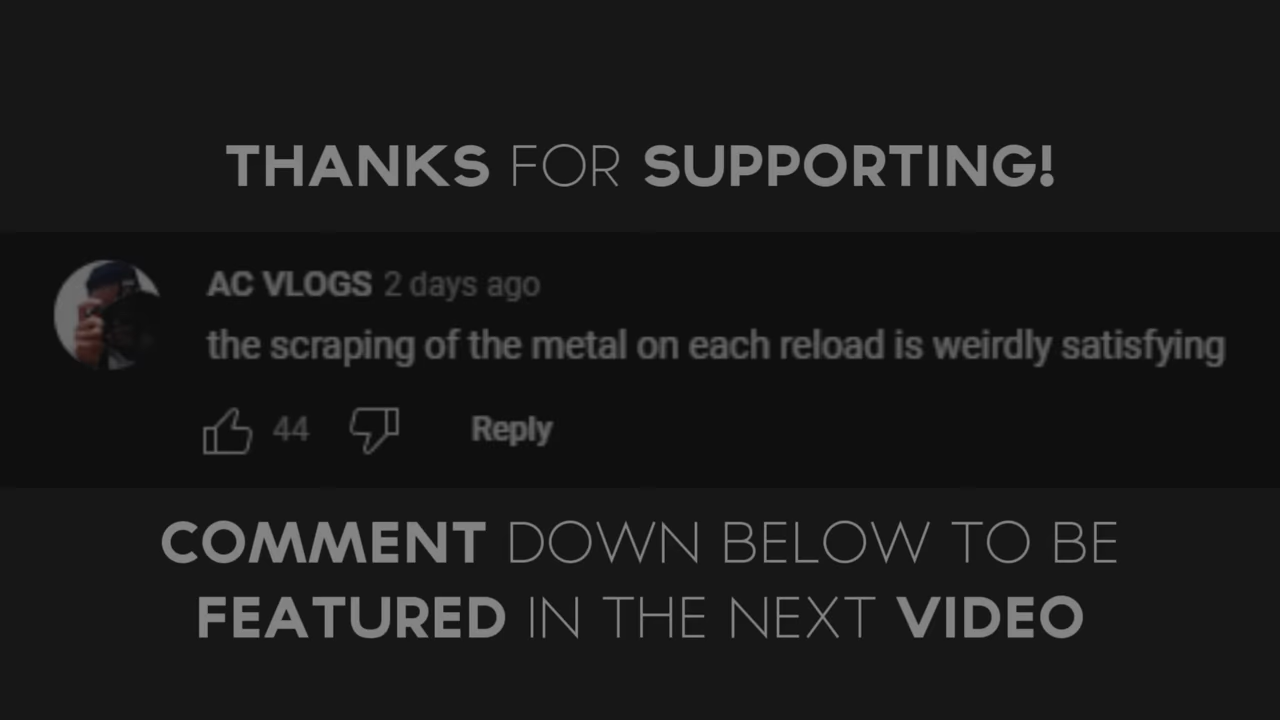 THANKS FOR SUPPORTING!
AC VLOGS 2 days ago
the scraping of the metal on each reload is weirdly satisfying
44 Reply
COMMENT DOWN BELOW TO BE
FEATURED IN THE NEXT VIDEO